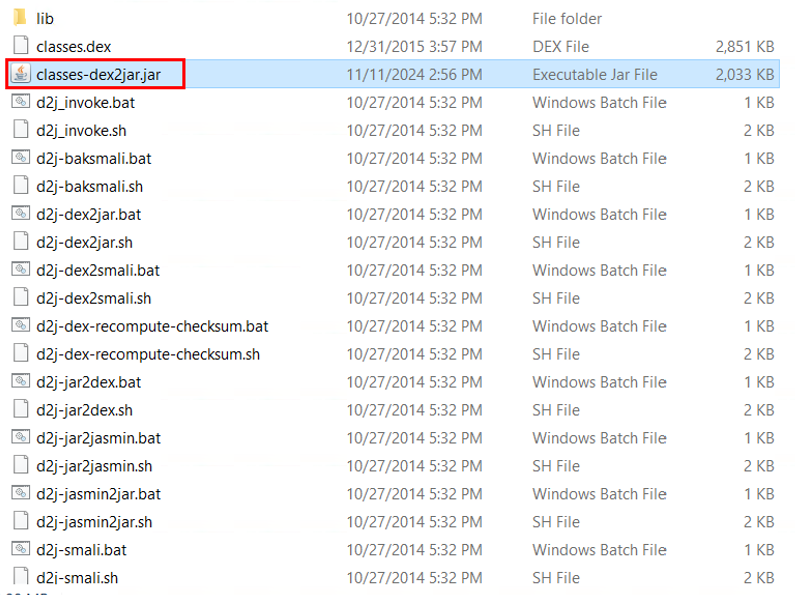 lib 10/27/2014 5:32 PM File folder
classes.dex 12/31/2015 3:57 PM DEX File 2,851 KB
classes-dex2jar.jar 11/11/2024 2:56 PM Executable Jar File 2,033 KB
d2j_invoke.bat 10/27/2014 5:32 PM Windows Batch File 1 KB
d2j_invoke.sh 10/27/2014 5:32 PM SH File 2 KB
d2j-baksmali.bat 10/27/2014 5:32 PM Windows Batch File 1 KB
d2j-baksmali.sh 10/27/2014 5:32 PM SH File 2 KB
d2j-dex2jar.bat 10/27/2014 5:32 PM Windows Batch File 1 KB
d2j-dex2jar.sh 10/27/2014 5:32 PM SH File 2 KB
d2j-dex2smali.bat 10/27/2014 5:32 PM Windows Batch File 1 KB
d2j-dex2smali.sh 10/27/2014 5:32 PM SH File 2 KB
d2j-dex-recompute-checksum.bat 10/27/2014 5:32 PM Windows Batch File 1 KB
d2j-dex-recompute-checksum.sh 10/27/2014 5:32 PM SH File 2 KB
d2j-jar2dex.bat 10/27/2014 5:32 PM Windows Batch File 1 KB
d2j-jar2dex.sh 10/27/2014 5:32 PM SH File 2 KB
d2j-jar2jasmin.bat 10/27/2014 5:32 PM Windows Batch File 1 KB
d2j-jar2jasmin.sh 10/27/2014 5:32 PM SH File 2 KB
d2j-jasmin2jar.bat 10/27/2014 5:32 PM Windows Batch File 1 KB
d2j-jasmin2jar.sh 10/27/2014 5:32 PM SH File 2 KB
d2j-smali.bat 10/27/2014 5:32 PM Windows Batch File 1 KB
d2j-smali.sh 10/27/2014 5:32 PM SH File 2 KB